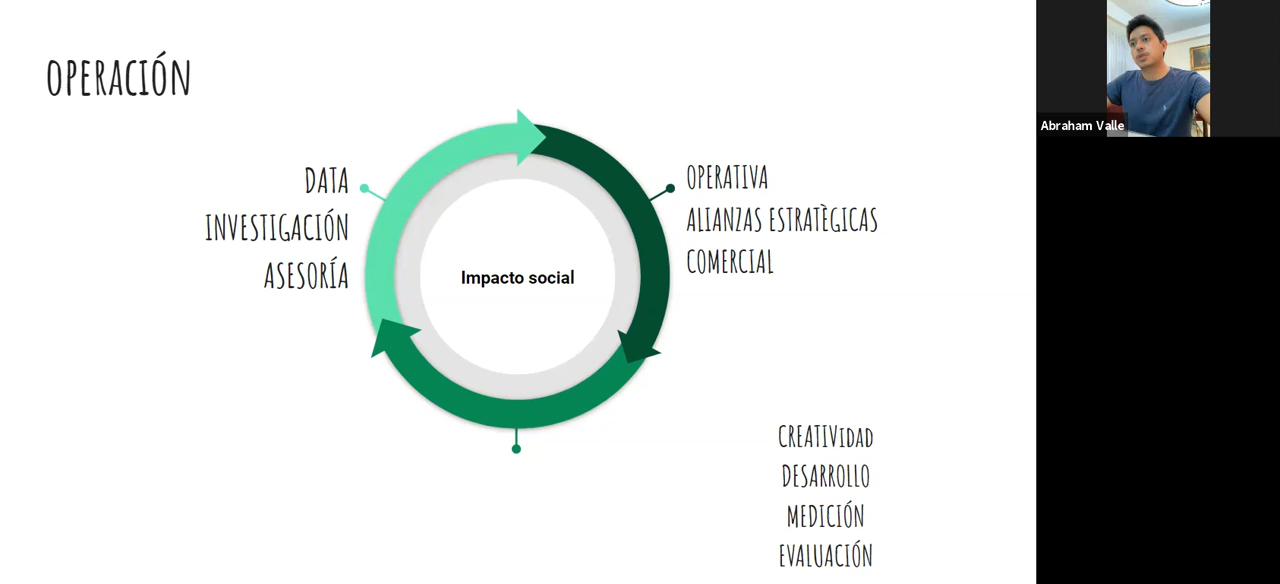 OPERACIÓN
DATA
INVESTIGACIÓN
ASESORÍA
OPERATIVA
ALIANZAS ESTRATÈGICAS
COMERCIAL
Impacto social
CREATIVIDAD
DESARROLLO
MEDICIÓN
EVALUACIÓN
Abraham Valle